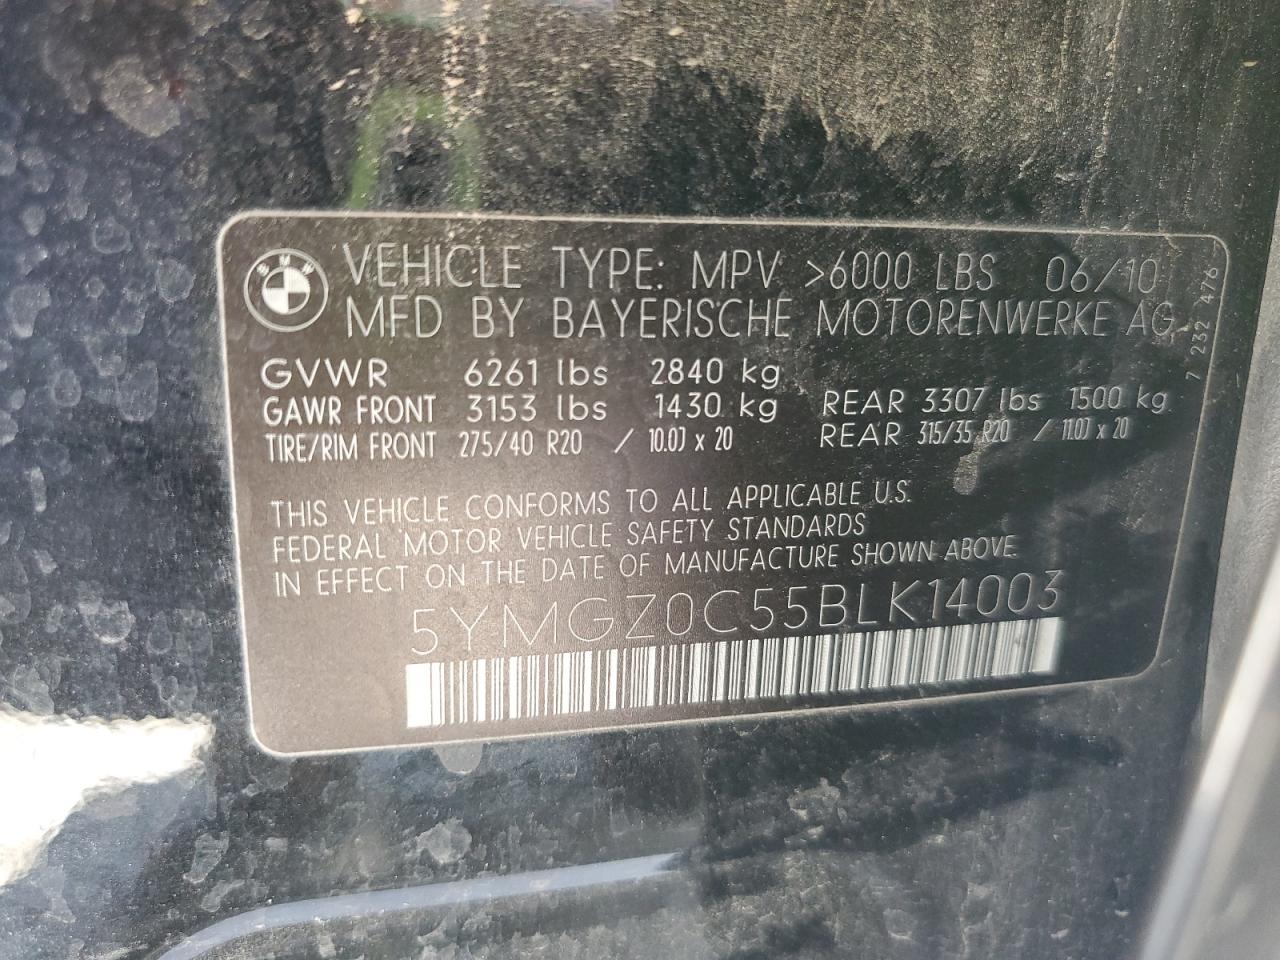 BMW
VEHICLE TYPE: MPV >6000 LBS 06/10
MFD BY BAYERISCHE MOTORENWERKE AG
GVWR 6261 lbs 2840 kg
GAWR FRONT 3153 lbs 1430 kg REAR 3307 lbs 1500 kg
TIRE/RIM FRONT 275/40 R20 / 10.0J x 20 REAR 315/35 R20 / 11.0J x 20
THIS VEHICLE CONFORMS TO ALL APPLICABLE U.S.
FEDERAL MOTOR VEHICLE SAFETY STANDARDS
IN EFFECT ON THE DATE OF MANUFACTURE SHOWN ABOVE.
5YMGZ0C55BLK14003
7 232 476